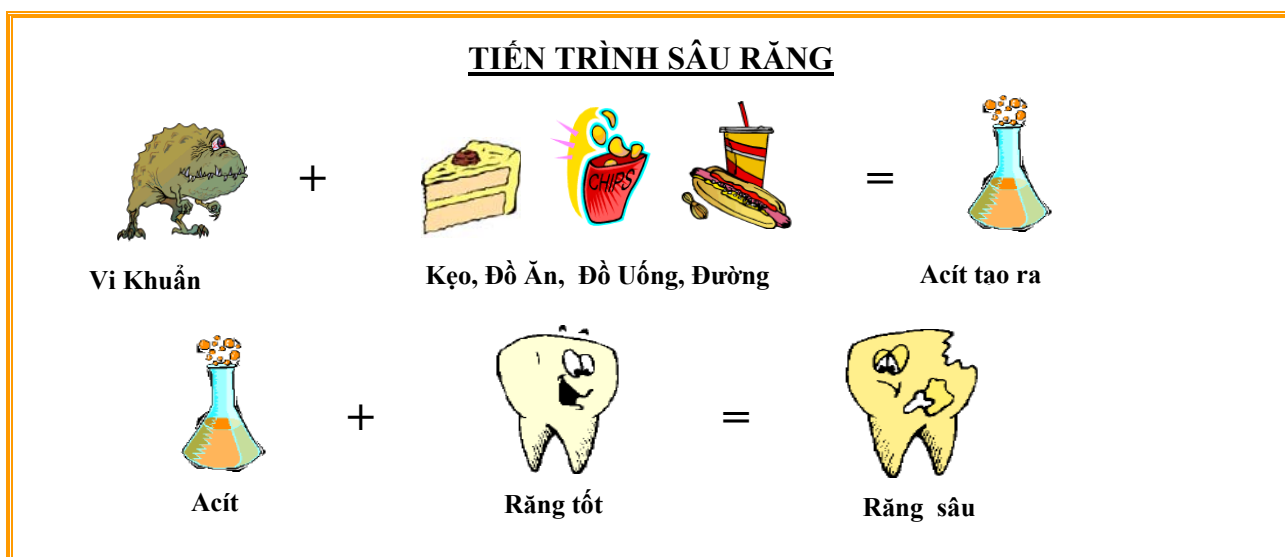 TIẾN TRÌNH SÂU RĂNG
CHIPS
+
=
Vi Khuẩn
Kẹo, Đồ Ăn, Đồ Uống, Đường
Acít tạo ra
+
=
Acít
Răng tốt
Răng sâu